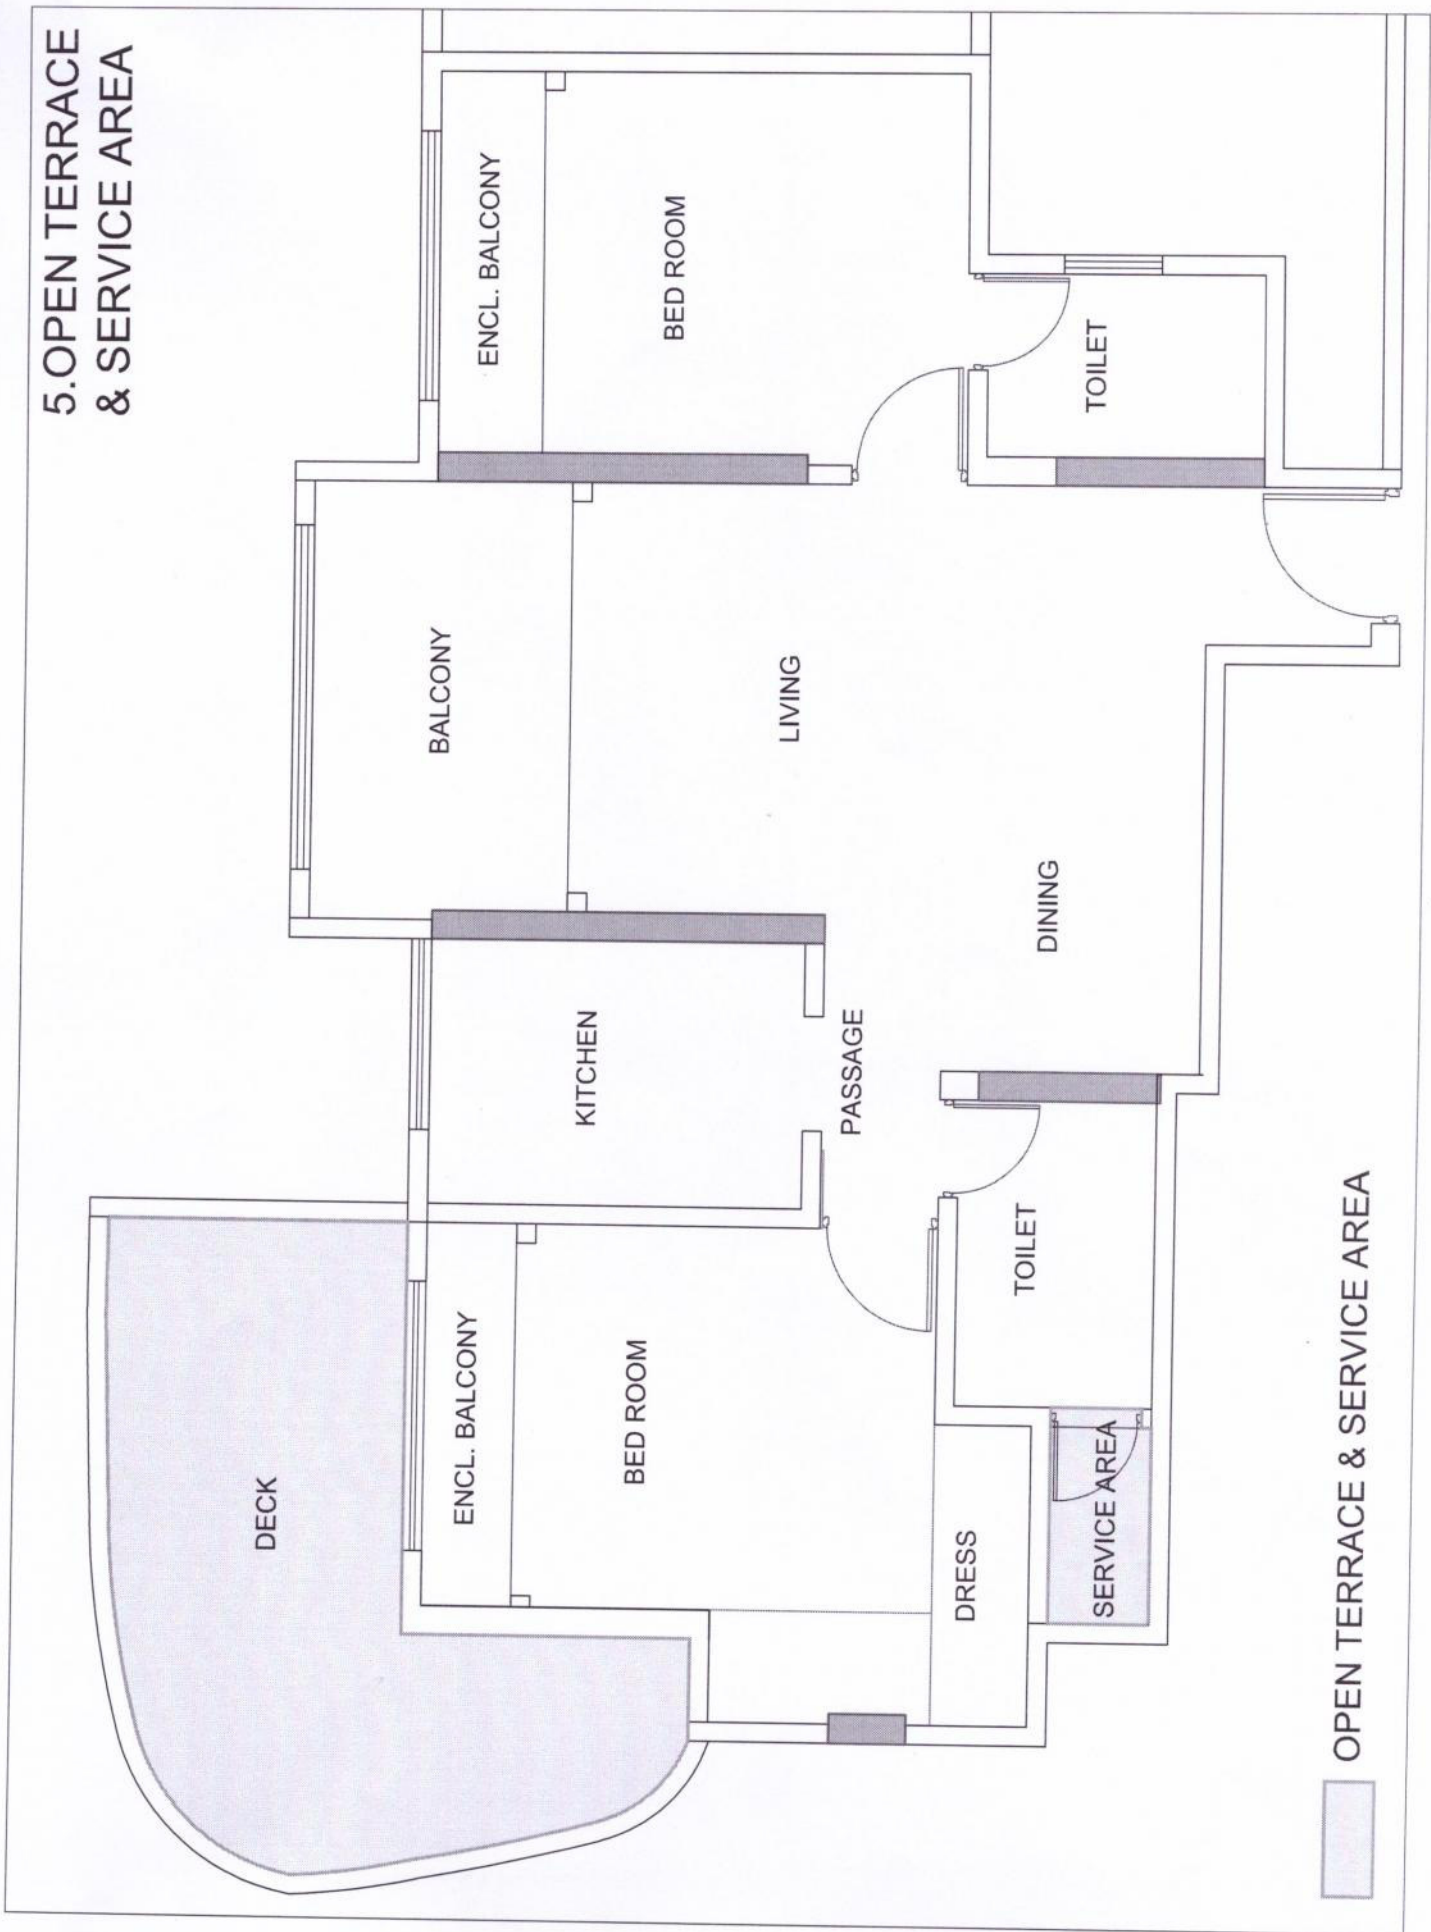 5.OPEN TERRACE
& SERVICE AREA
DECK
ENCL. BALCONY
BALCONY
ENCL. BALCONY
BED ROOM
KITCHEN
BED ROOM
LIVING
PASSAGE
DRESS
TOILET
DINING
TOILET
SERVICE AREA
OPEN TERRACE & SERVICE AREA